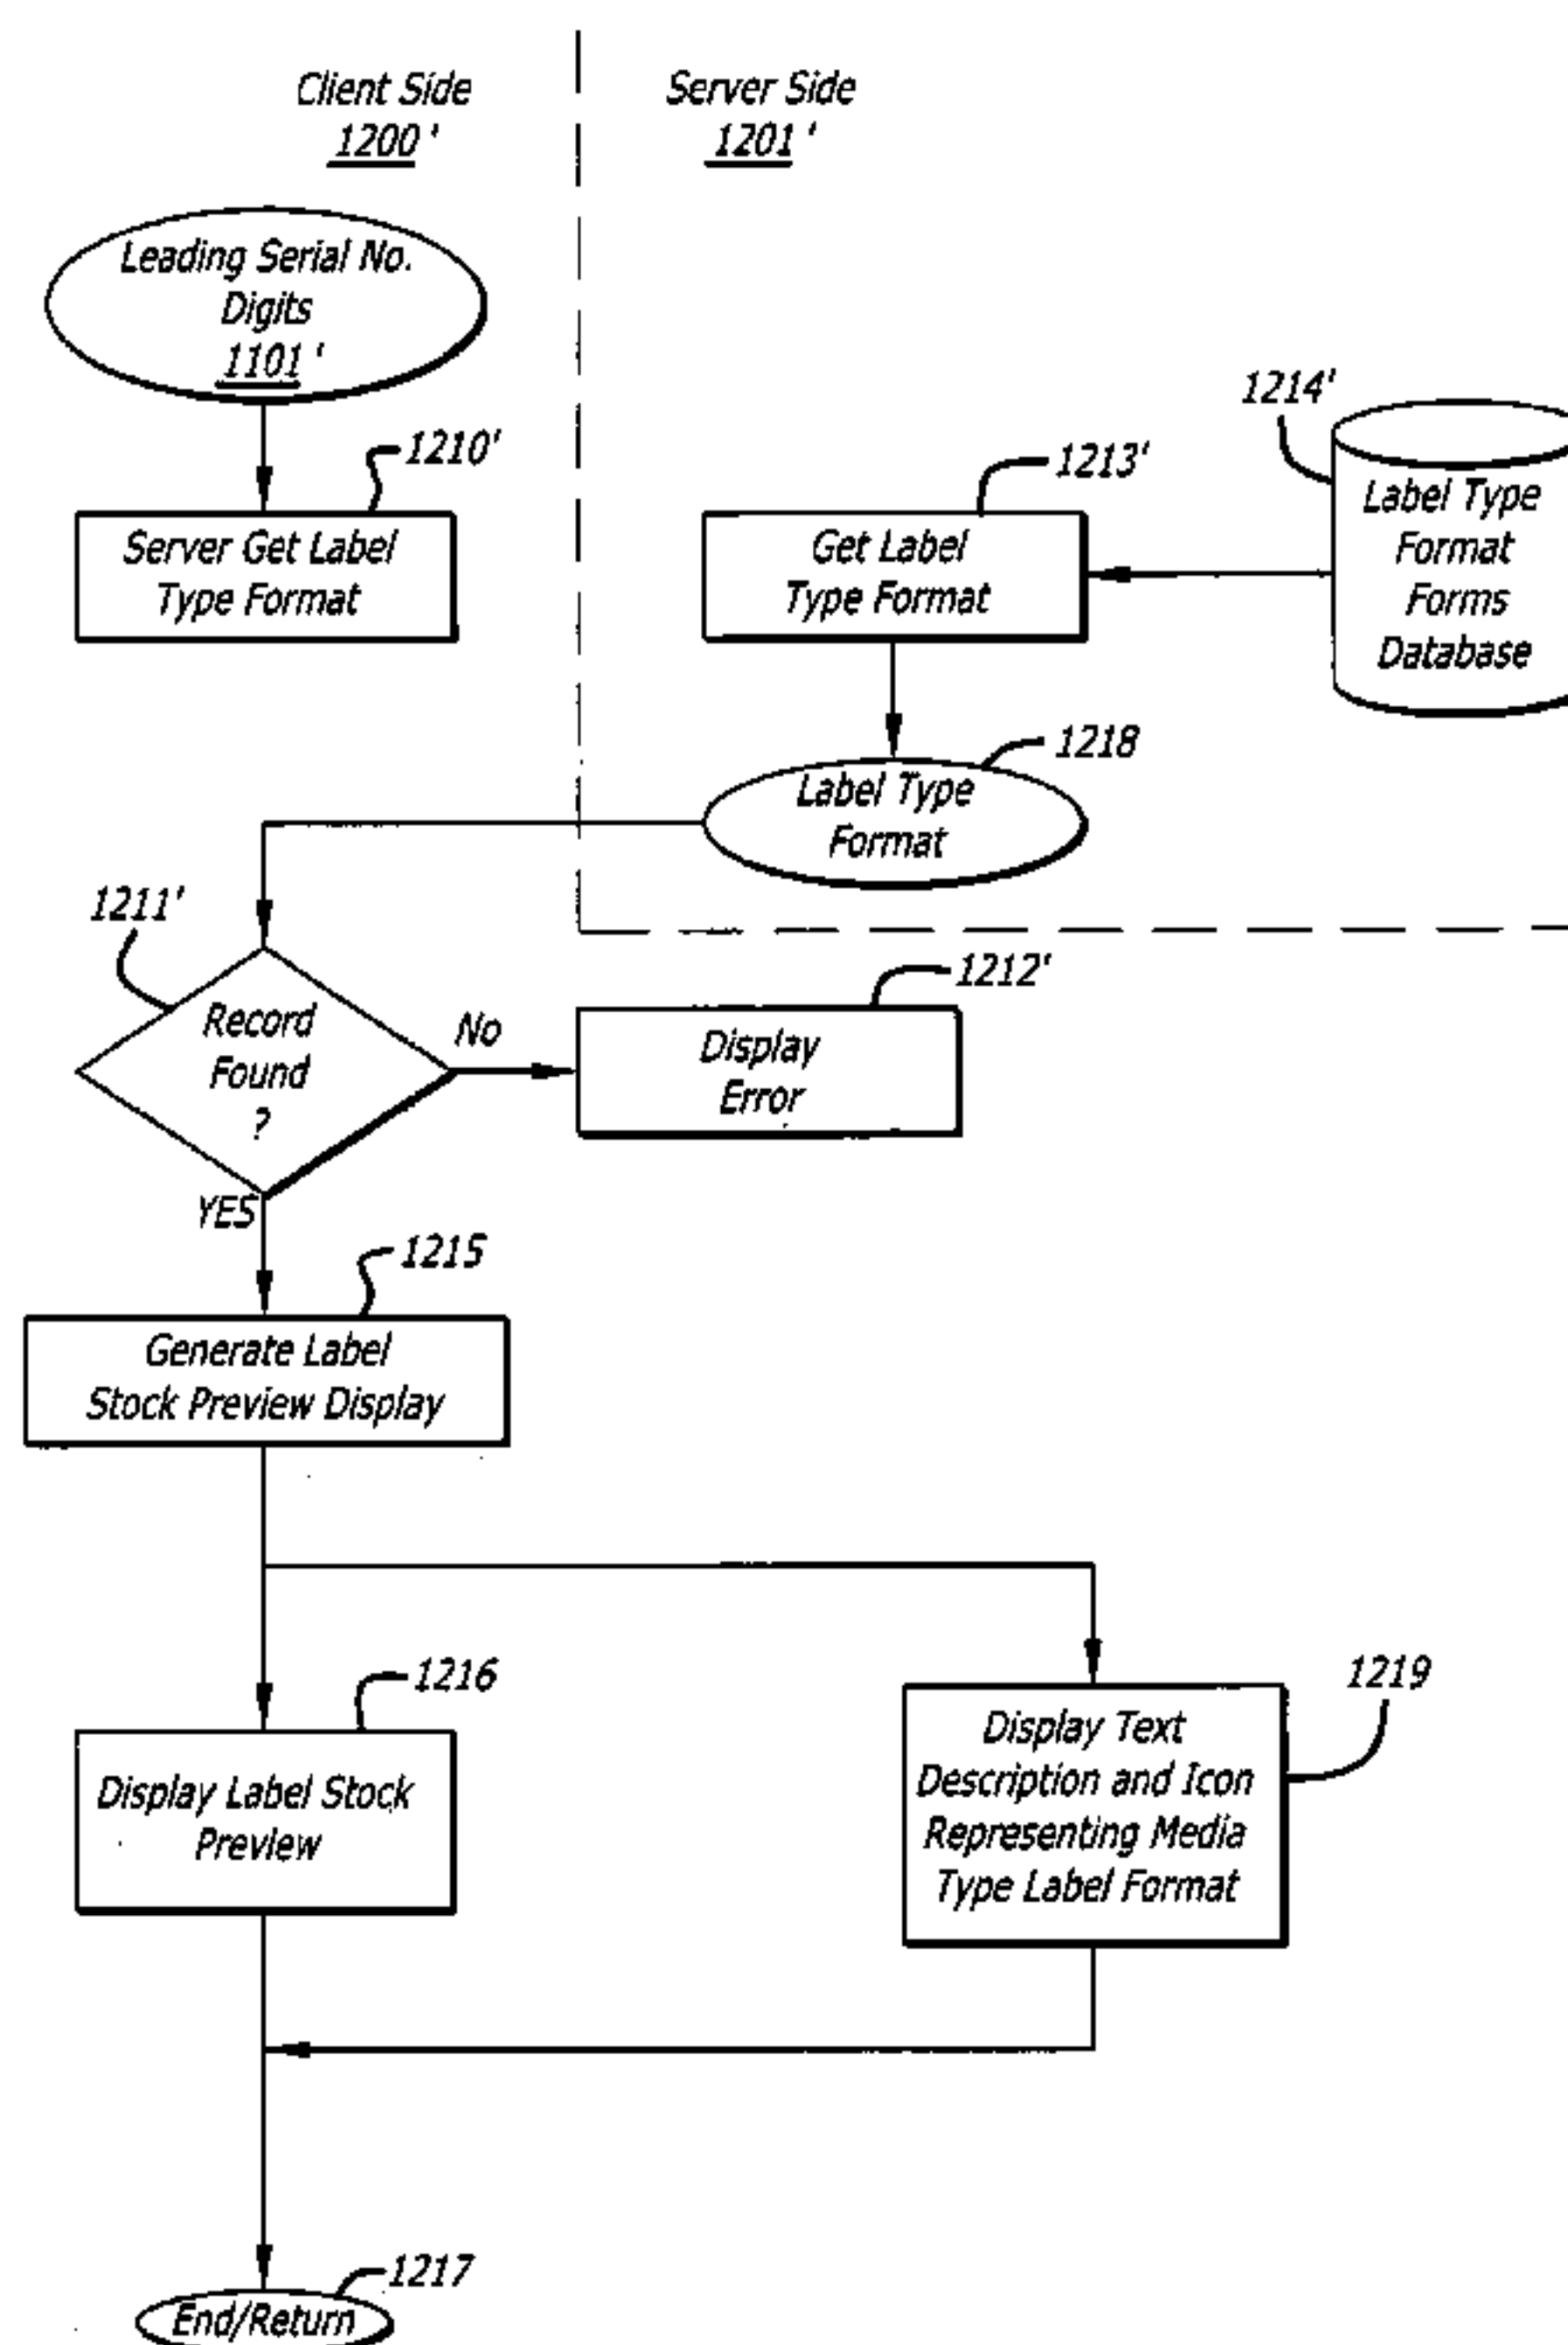 Client Side
1200'
Server Side
1201'
Leading Serial No.
Digits
1101'
1210'
Server Get Label
Type Format
1213'
Get Label
Type Format
1214'
Label Type
Format
Forms
Database
1218
Label Type
Format
1211'
Record
Found
?
No
1212'
Display
Error
YES
1215
Generate Label
Stock Preview Display
1216
Display Label Stock
Preview
1219
Display Text
Description and Icon
Representing Media
Type Label Format
1217
End/Return